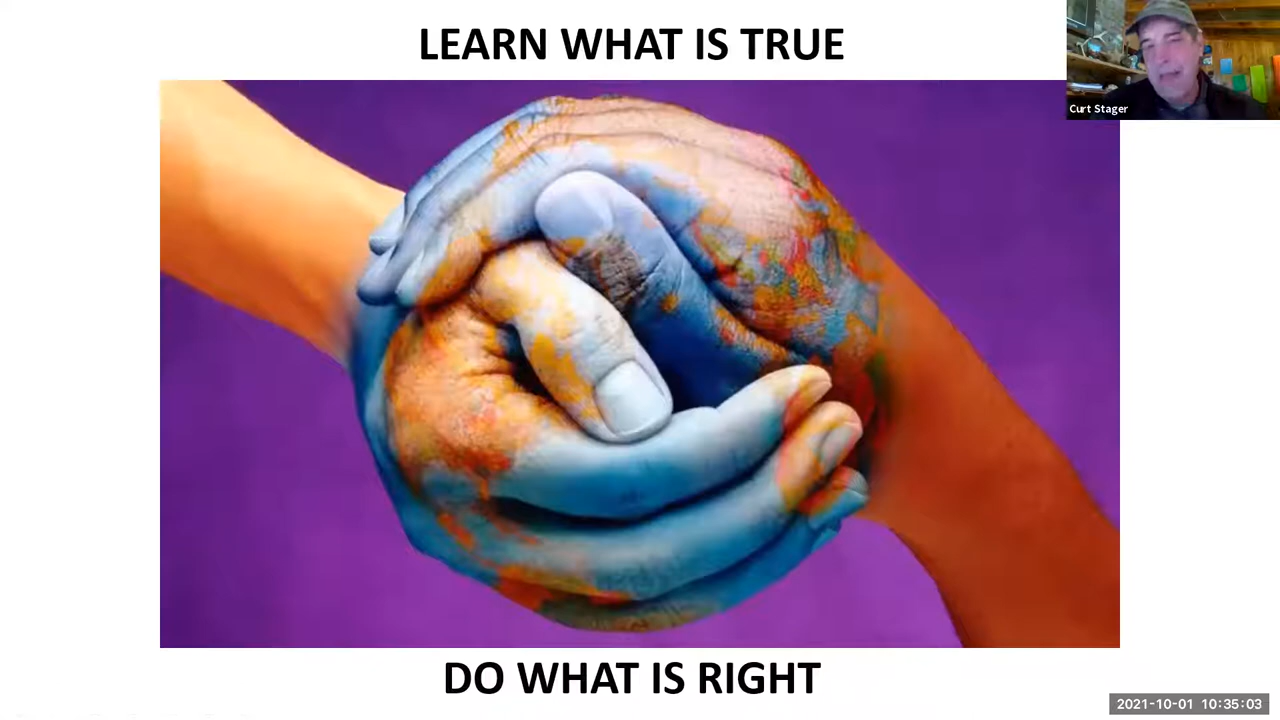 LEARN WHAT IS TRUE
Curt Stager
DO WHAT IS RIGHT
2021-10-01 10:35:03